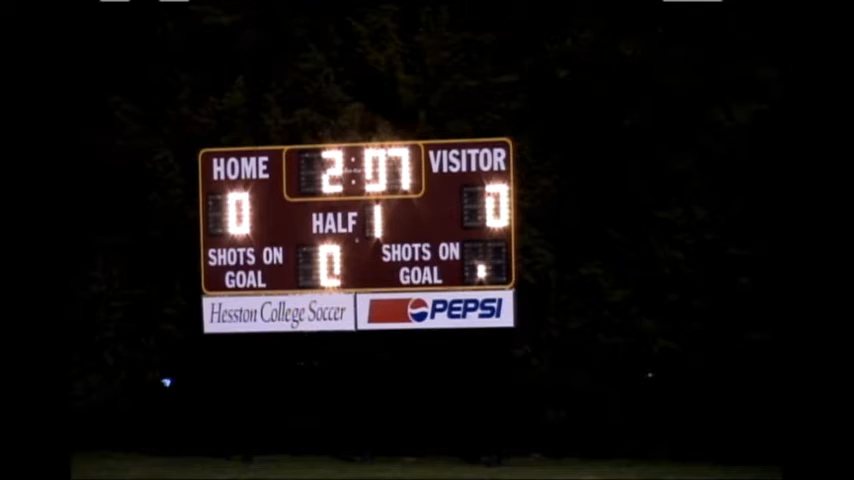 HOME 2:07 VISITOR
0 HALF 1 0
SHOTS ON GOAL 0 SHOTS ON GOAL
Hesston College Soccer PEPSI